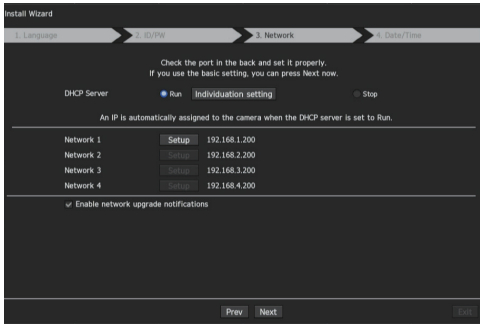 Install Wizard
1. Language 2. ID/PW 3. Network 4. Date/Time
Check the port in the back and set it properly.
If you use the basic setting, you can press Next now.
DHCP Server Run Individuation setting Stop
An IP is automatically assigned to the camera when the DHCP server is set to Run.
Network 1 Setup 192.168.1.200
Network 2 Setup 192.168.2.200
Network 3 Setup 192.168.3.200
Network 4 Setup 192.168.4.200
Enable network upgrade notifications
Prev Next Exit